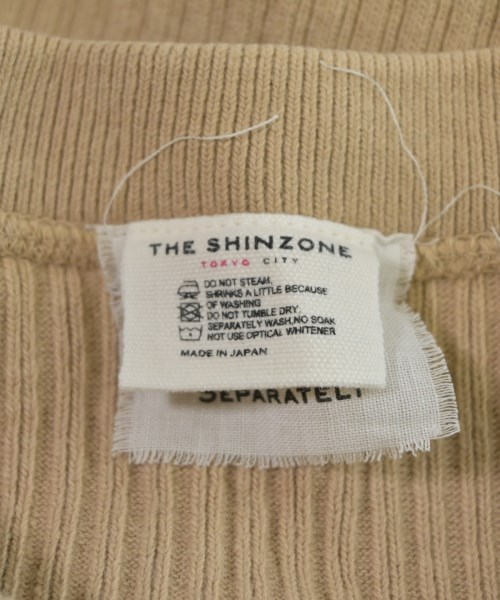 THE SHINZONE
TOKYO CITY
DO NOT STEAM,
SHRINKS A LITTLE BECAUSE
OF WASHING
DO NOT TUMBLE DRY,
SEPARATELY WASH,NO SOAK
NOT USE OPTICAL WHITENER
MADE IN JAPAN
SEPARATELY